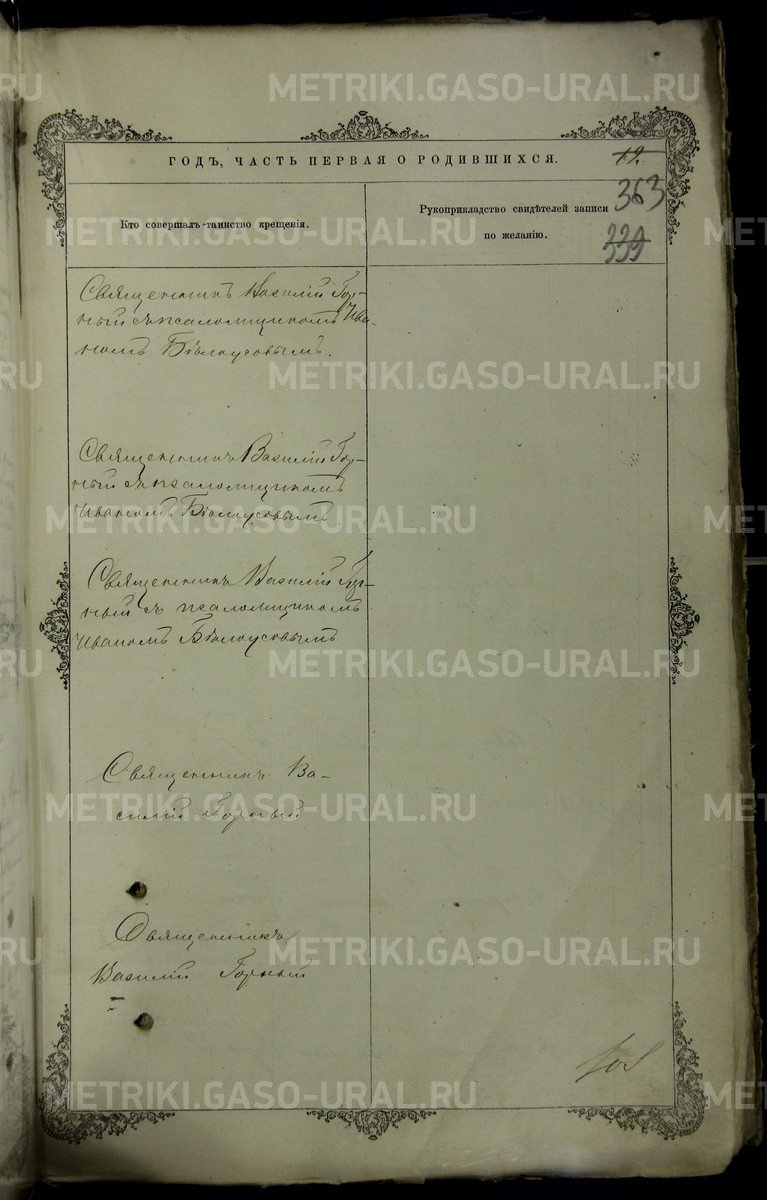 METRIKI.GASO-URAL.RU
ГОДЪ, ЧАСТЬ ПЕРВАЯ О РОДИВШИХСЯ.
12.
363
339
Кто совершалъ таинство крещенія.
Рукоприкладство свидѣтелей записи
по желанію.
Священникъ Василій Гор-
ный съ псаломщикомъ Ива-
номъ Бѣлоусовымъ.
Священникъ Василій Гор-
ный съ псаломщикомъ
Иваномъ Бѣлоусовымъ
Священникъ Василій Гор-
ный съ псаломщикомъ
Иваномъ Бѣлоусовымъ
Священникъ Ва-
силій Горный
Священникъ
Василій Горный